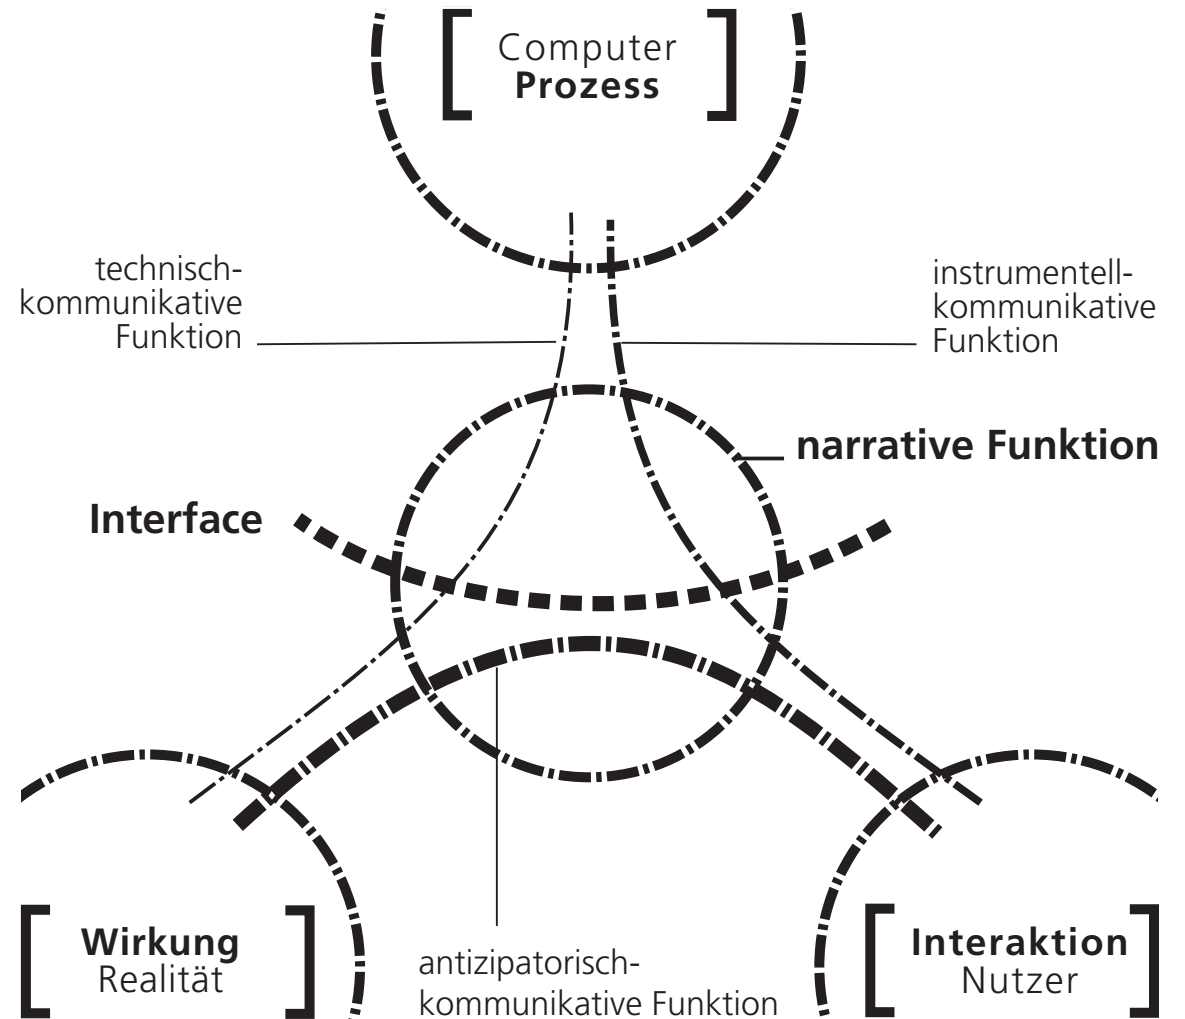 Computer
Prozess
technisch-
kommunikative
Funktion
instrumentell-
kommunikative
Funktion
narrative Funktion
Interface
Wirkung
Realität
antizipatorisch-
kommunikative Funktion
Interaktion
Nutzer